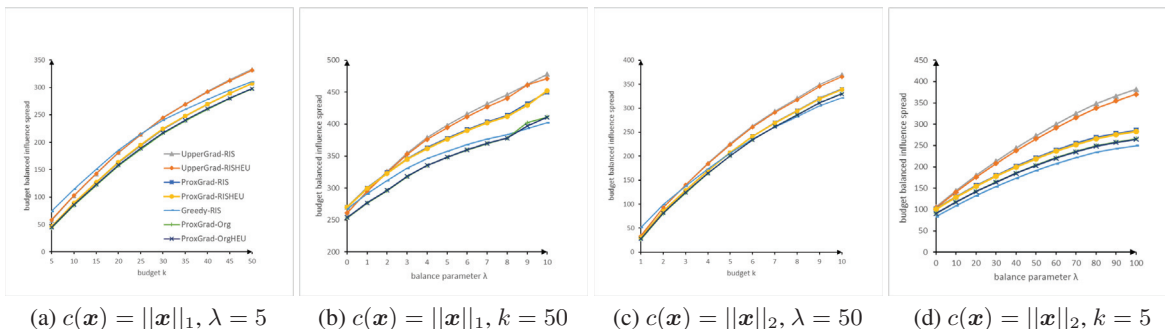 350
300
250
200
150
100
50
0
5 10 15 20 25 30 35 40 45 50
budget balanced influence spread
budget k
UpperGrad-RIS
UpperGrad-RISHEU
ProxGrad-RIS
ProxGrad-RISHEU
Greedy-RIS
ProxGrad-Org
ProxGrad-OrgHEU
(a) c(x) = ||x||₁, λ = 5
500
450
400
350
300
250
200
0 1 2 3 4 5 6 7 8 9 10
budget balanced influence spread
balance parameter λ
(b) c(x) = ||x||₁, k = 50
400
350
300
250
200
150
100
50
0
1 2 3 4 5 6 7 8 9 10
budget balanced influence spread
budget k
(c) c(x) = ||x||₂, λ = 50
450
400
350
300
250
200
150
100
50
0
0 10 20 30 40 50 60 70 80 90 100
budget balanced influence spread
balance parameter λ
(d) c(x) = ||x||₂, k = 5